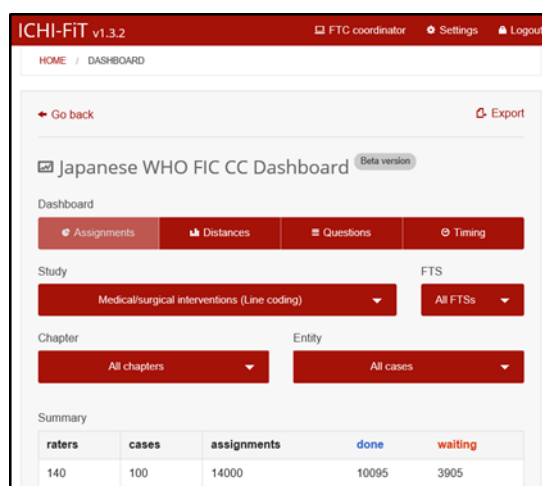 ICHI-FiT v1.3.2 FTC coordinator Settings Logout
HOME / DASHBOARD
Go back Export
Japanese WHO FIC CC Dashboard Beta version
Dashboard
Assignments Distances Questions Timing
Study FTS
Medical/surgical interventions (Line coding) All FTSs
Chapter Entity
All chapters All cases
Summary
raters cases assignments done waiting
140 100 14000 10095 3905